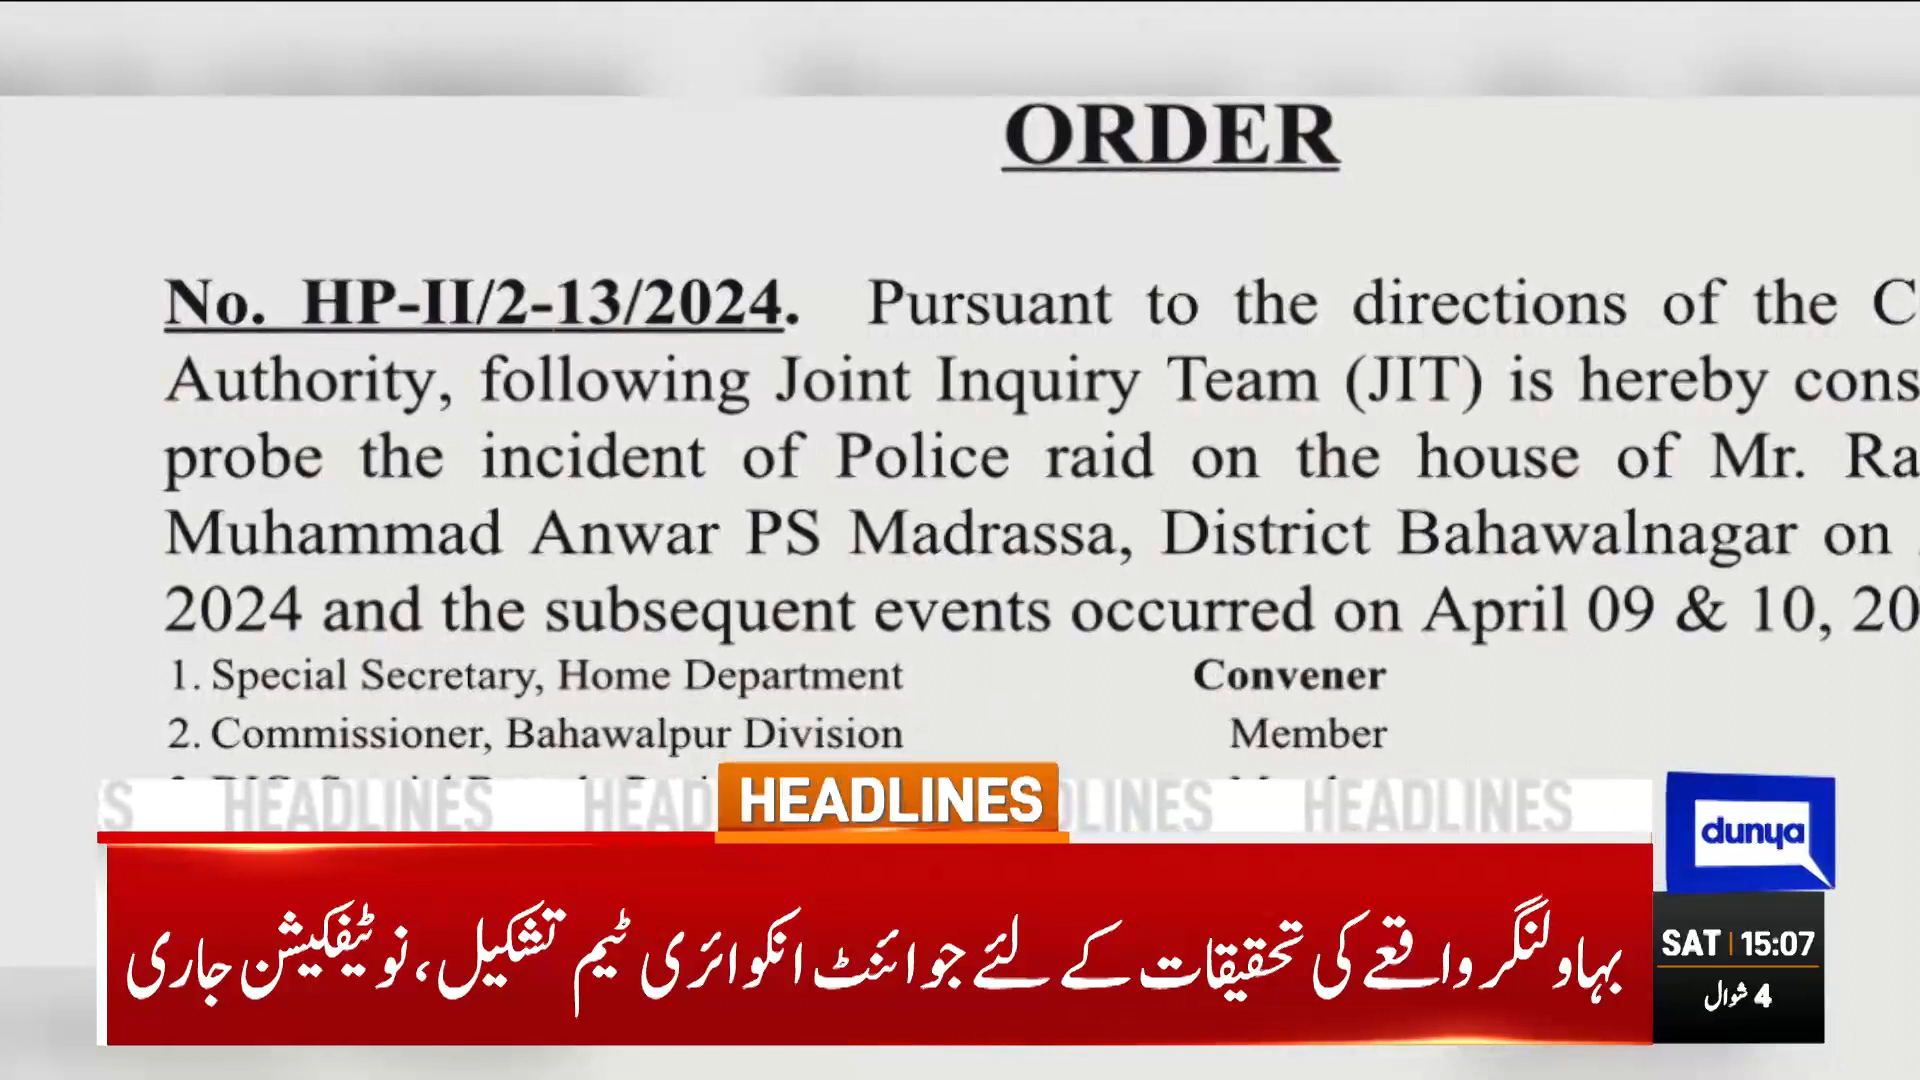 ORDER
No. HP-II/2-13/2024. Pursuant to the directions of the C
Authority, following Joint Inquiry Team (JIT) is hereby cons
probe the incident of Police raid on the house of Mr. Ra
Muhammad Anwar PS Madrassa, District Bahawalnagar on
2024 and the subsequent events occurred on April 09 & 10, 20
1. Special Secretary, Home Department Convener
2. Commissioner, Bahawalpur Division Member
HEADLINES HEADLINES HEADLINES
HEADLINES
dunya
بہاولنگر واقعے کی تحقیقات کے لئے جوائنٹ انکوائری ٹیم تشکیل، نوٹیفکیشن جاری
SAT 15:07
4 شوال